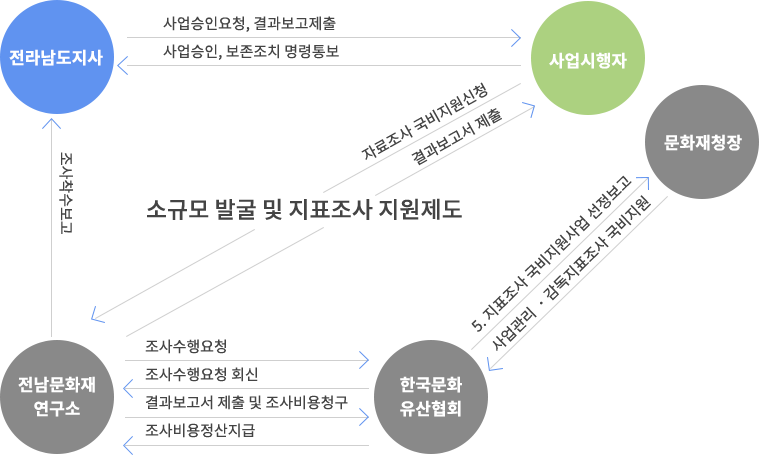 사업승인요청, 결과보고제출
전라남도지사
사업승인, 보존조치 명령통보
사업시행자
자료조사 국비지원신청
결과보고서 제출
문화재청장
조사착수보고
소규모 발굴 및 지표조사 지원제도
5. 지표조사 국비지원사업 선정보고
사업관리 · 감독지표조사 국비지원
조사수행요청
전남문화재
연구소
조사수행요청 회신
한국문화
유산협회
결과보고서 제출 및 조사비용청구
조사비용정산지급